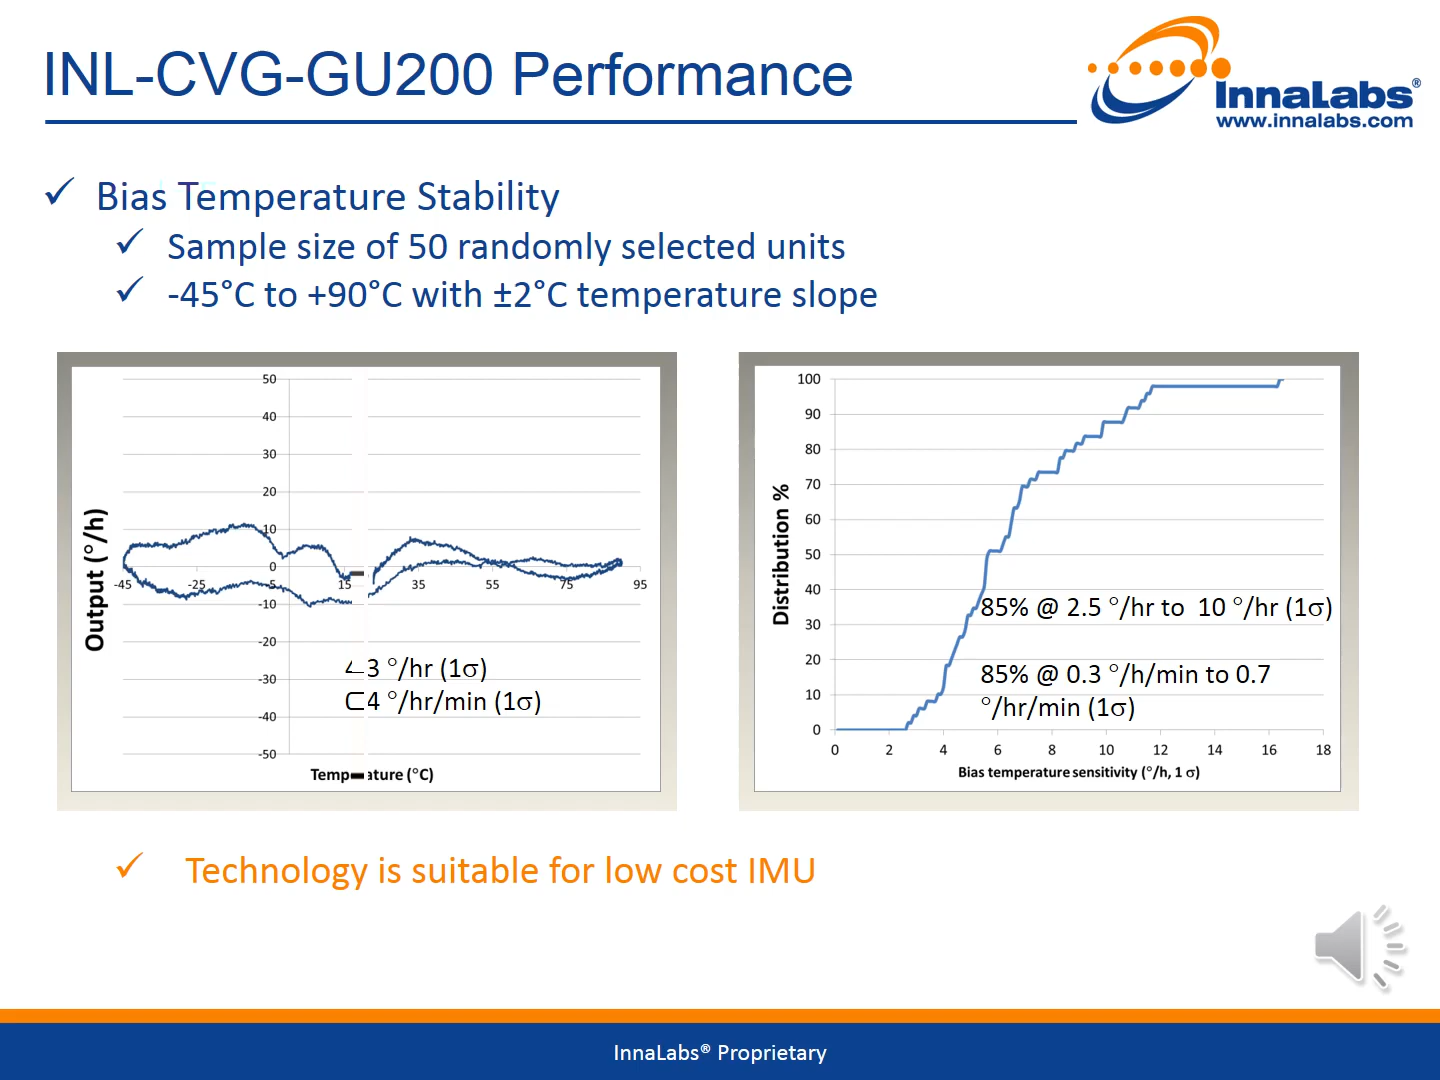 INL-CVG-GU200 Performance
InnaLabs®
www.innalabs.com
Bias Temperature Stability
Sample size of 50 randomly selected units
-45°C to +90°C with ±2°C temperature slope
50
40
30
20
10
0
-45 -25 -5 15 35 55 75 95
-10
-20
-30
-40
-50
Output (°/h)
3 °/hr (1σ)
4 °/hr/min (1σ)
(°C)
100
90
80
70
60
50
40
30
20
10
0
Distribution %
85% @ 2.5 °/hr to 10 °/hr (1σ)
85% @ 0.3 °/h/min to 0.7
°/hr/min (1σ)
0 2 4 6 8 10 12 14 16 18
Bias temperature sensitivity (°/h, 1 σ)
Technology is suitable for low cost IMU
InnaLabs® Proprietary